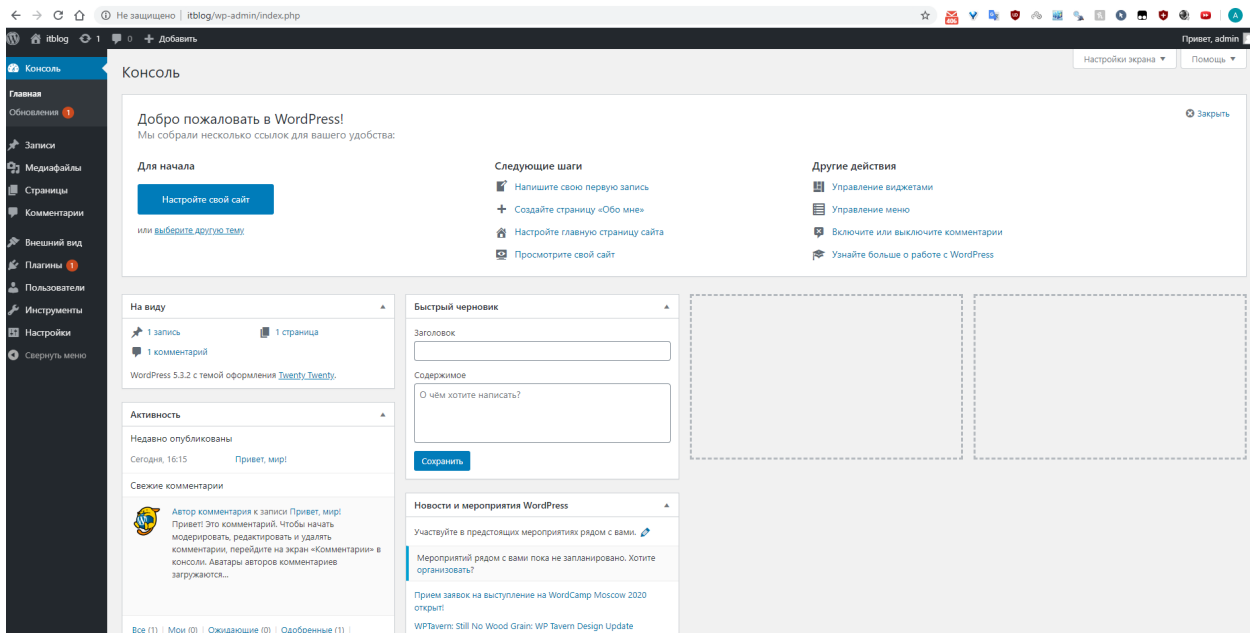 Не защищено | itblog/wp-admin/index.php
406
A
itblog 1 0 Добавить
Привет, admin
Консоль
Главная
Обновления 1
Записи
Медиафайлы
Страницы
Комментарии
Внешний вид
Плагины 1
Пользователи
Инструменты
Настройки
Свернуть меню
Настройки экрана
Помощь
Консоль
Закрыть
Добро пожаловать в WordPress!
Мы собрали несколько ссылок для вашего удобства:
Для начала
Настройте свой сайт
или выберите другую тему
Следующие шаги
Напишите свою первую запись
Создайте страницу «Обо мне»
Настройте главную страницу сайта
Просмотрите свой сайт
Другие действия
Управление виджетами
Управление меню
Включите или выключите комментарии
Узнайте больше о работе с WordPress
На виду
1 запись 1 страница
1 комментарий
WordPress 5.3.2 с темой оформления Twenty Twenty.
Активность
Недавно опубликованы
Сегодня, 16:15 Привет, мир!
Свежие комментарии
Автор комментария к записи Привет, мир!
Привет! Это комментарий. Чтобы начать
модерировать, редактировать и удалять
комментарии, перейдите на экран «Комментарии» в
консоли. Аватары авторов комментариев
загружаются...
Все (1) | Мои (0) | Ожидающие (0) | Одобренные (1) |
Быстрый черновик
Заголовок
Содержимое
О чём хотите написать?
Сохранить
Новости и мероприятия WordPress
Участвуйте в предстоящих мероприятиях рядом с вами.
Мероприятий рядом с вами пока не запланировано. Хотите
организовать?
Прием заявок на выступление на WordCamp Moscow 2020
открыт!
WPTavern: Still No Wood Grain: WP Tavern Design Update